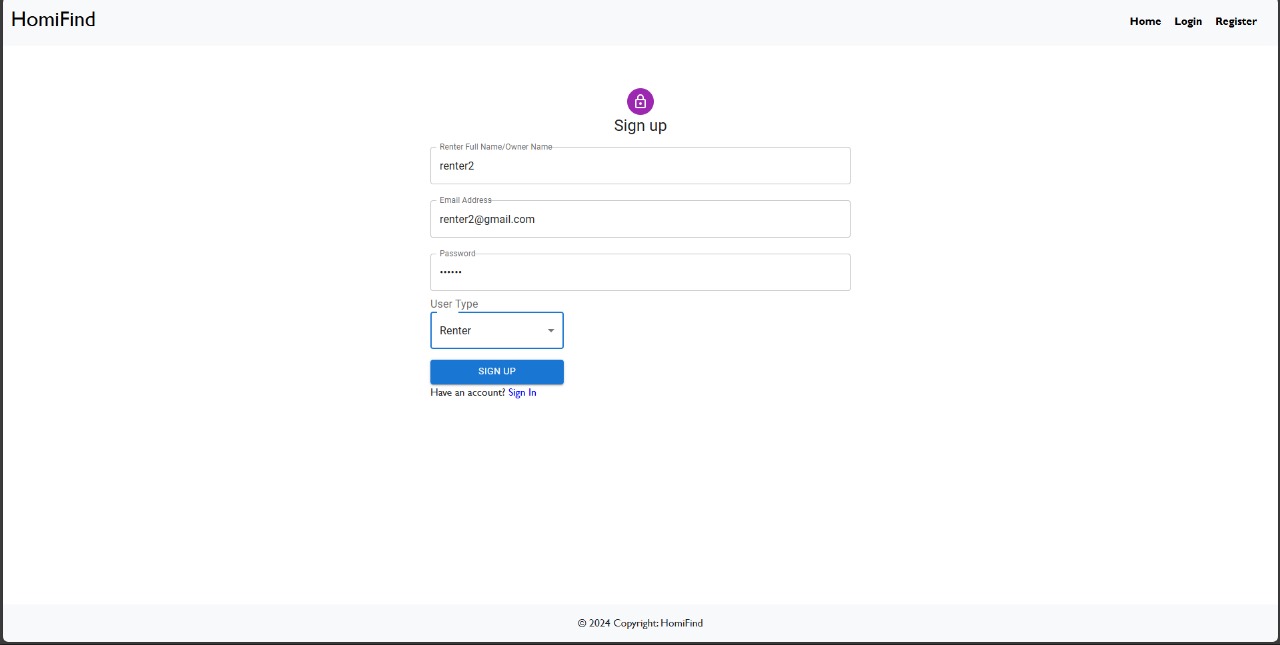 HomiFind
Home Login Register
Sign up
Renter Full Name/Owner Name
renter2
Email Address
renter2@gmail.com
Password
••••••
User Type
Renter
SIGN UP
Have an account? Sign In
© 2024 Copyright: HomiFind